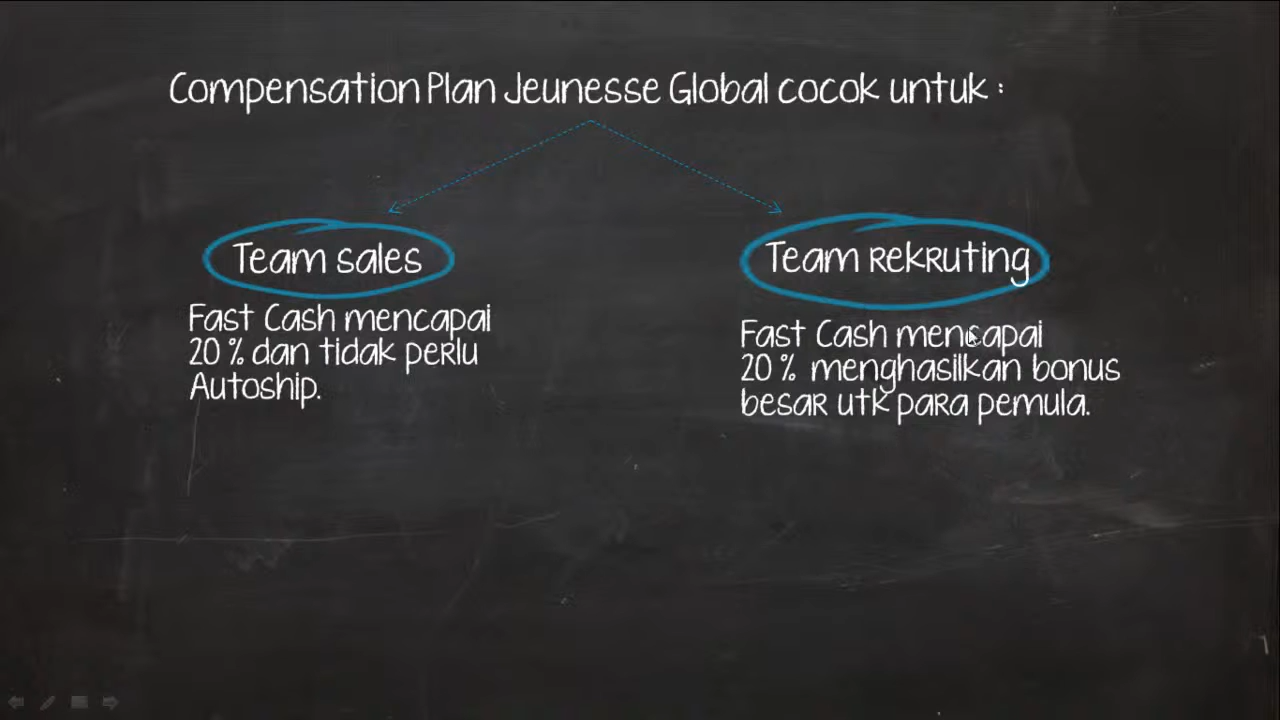 Compensation Plan Jeunesse Global cocok untuk :
Team sales
Fast Cash mencapai
20 % dan tidak perlu
Autoship.
Team Rekruting
Fast Cash mencapai
20 % menghasilkan bonus
besar utk para pemula.